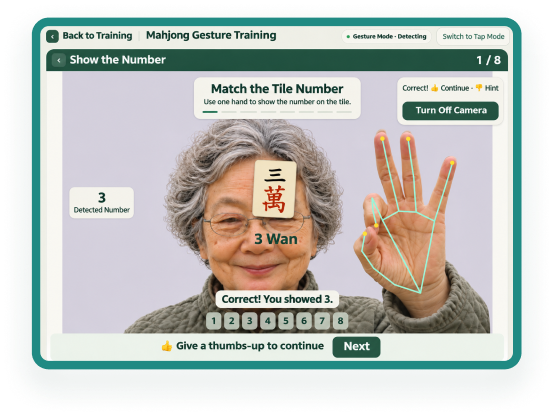 ‹ Back to Training
Mahjong Gesture Training
Gesture Mode · Detecting
Switch to Tap Mode
‹ Show the Number
1 / 8
Match the Tile Number
Use one hand to show the number on the tile.
Correct! 👍 Continue · 👎 Hint
Turn Off Camera
三
萬
3
Detected Number
3 Wan
Correct! You showed 3.
1 2 3 4 5 6 7 8
👍 Give a thumbs-up to continue
Next